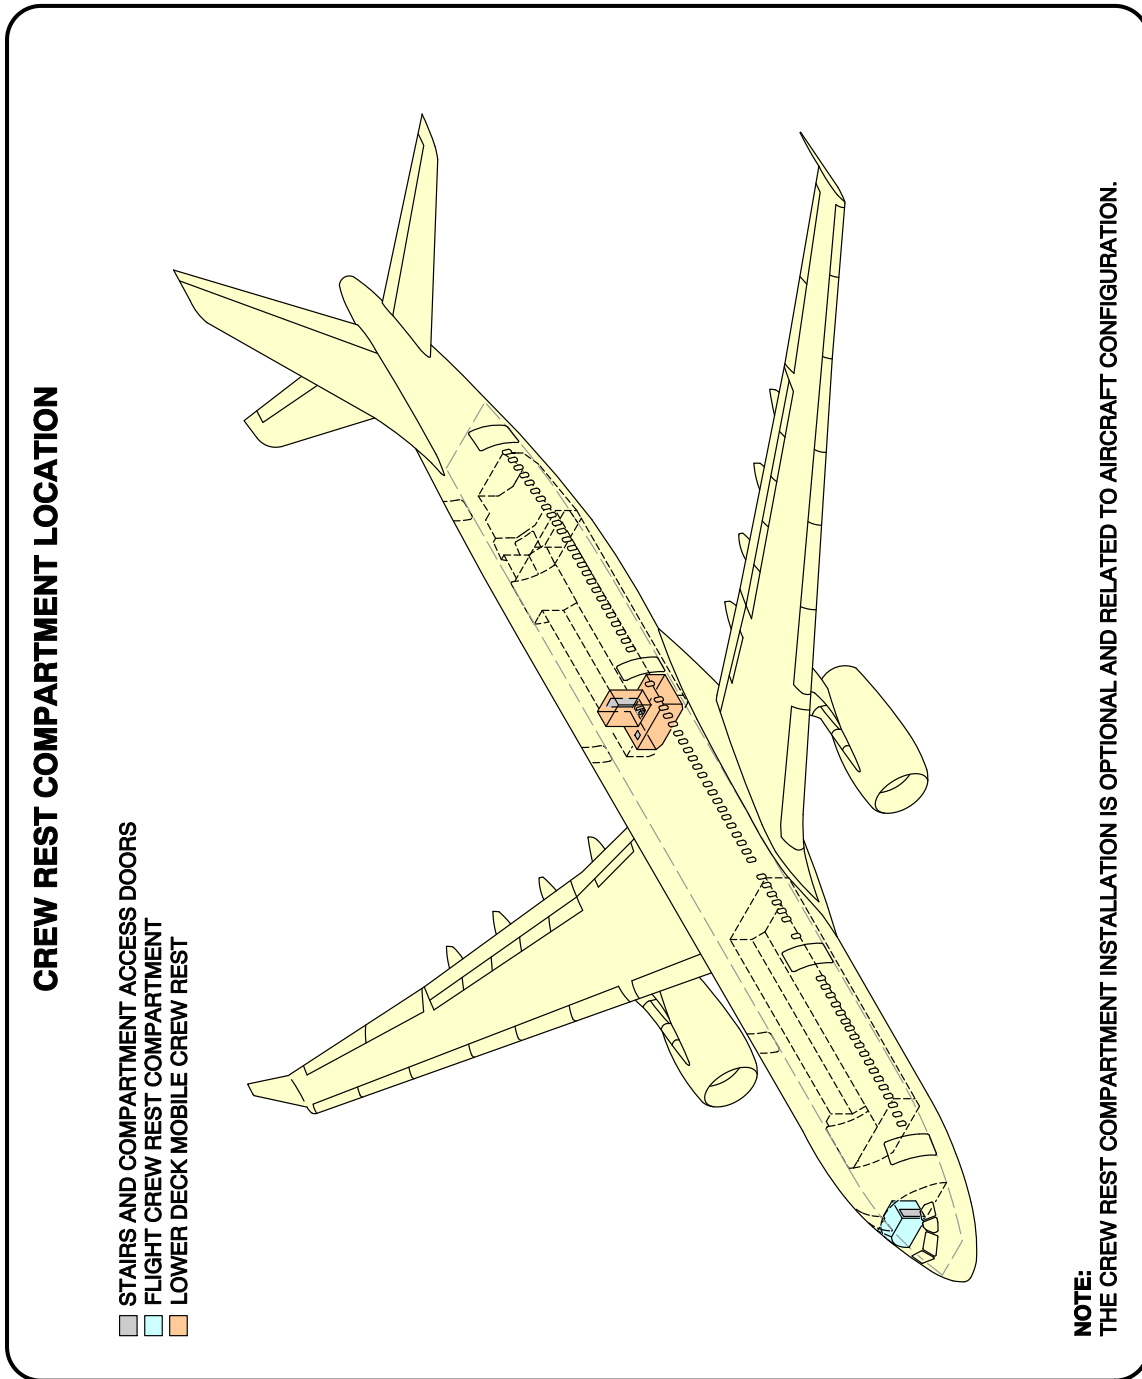 CREW REST COMPARTMENT LOCATION
STAIRS AND COMPARTMENT ACCESS DOORS
FLIGHT CREW REST COMPARTMENT
LOWER DECK MOBILE CREW REST
NOTE:
THE CREW REST COMPARTMENT INSTALLATION IS OPTIONAL AND RELATED TO AIRCRAFT CONFIGURATION.